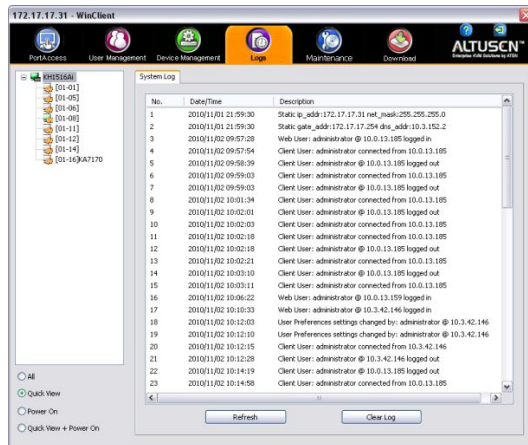 172.17.17.31 - WinClient
PortAccess
User Management
Device Management
Logs
Maintenance
Download
ALTUSCN
Enterprise KVM Solutions by ATEN
KH1516Ai
[01-01]
[01-05]
[01-06]
[01-08]
[01-11]
[01-12]
[01-14]
[01-16]KA7170
All
Quick View
Power On
Quick View + Power On
System Log
No. Date/Time Description
1 2010/11/01 21:59:30 Static ip_addr:172.17.17.31 net_mask:255.255.255.0
2 2010/11/01 21:59:30 Static gate_addr:172.17.17.254 dns_addr:10.3.152.2
3 2010/11/02 09:57:28 Web User: administrator @ 10.0.13.185 logged in
4 2010/11/02 09:57:54 Client User: administrator connected from 10.0.13.185
5 2010/11/02 09:58:39 Client User: administrator @ 10.0.13.185 logged out
6 2010/11/02 09:59:03 Client User: administrator connected from 10.0.13.185
7 2010/11/02 09:59:03 Client User: administrator @ 10.0.13.185 logged out
8 2010/11/02 10:01:34 Client User: administrator connected from 10.0.13.185
9 2010/11/02 10:02:01 Client User: administrator @ 10.0.13.185 logged out
10 2010/11/02 10:02:03 Client User: administrator connected from 10.0.13.185
11 2010/11/02 10:02:18 Client User: administrator connected from 10.0.13.185
12 2010/11/02 10:02:18 Client User: administrator @ 10.0.13.185 logged out
13 2010/11/02 10:02:21 Client User: administrator connected from 10.0.13.185
14 2010/11/02 10:03:10 Client User: administrator @ 10.0.13.185 logged out
15 2010/11/02 10:03:11 Client User: administrator connected from 10.0.13.185
16 2010/11/02 10:06:22 Web User: administrator @ 10.0.13.159 logged in
17 2010/11/02 10:10:33 Web User: administrator @ 10.3.42.146 logged in
18 2010/11/02 10:12:03 User Preferences settings changed by: administrator @ 10.3.42.146
19 2010/11/02 10:12:10 User Preferences settings changed by: administrator @ 10.3.42.146
20 2010/11/02 10:12:15 Client User: administrator connected from 10.3.42.146
21 2010/11/02 10:12:28 Client User: administrator @ 10.3.42.146 logged out
22 2010/11/02 10:14:19 Client User: administrator @ 10.0.13.185 logged out
23 2010/11/02 10:14:58 Client User: administrator connected from 10.0.13.185
Refresh
Clear Log